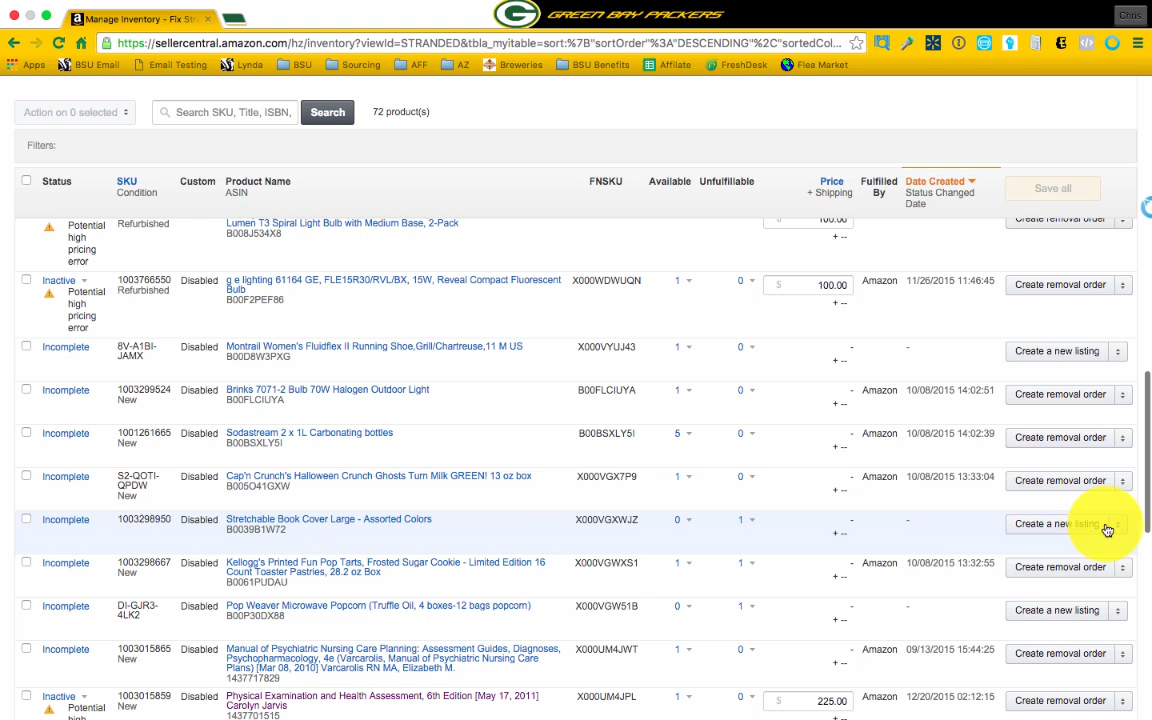 GREEN BAY PACKERS
Manage Inventory - Fix Str
Chris
https://sellercentral.amazon.com/hz/inventory?viewId=STRANDED&tbla_myitable=sort:%7B"sortOrder"%3A"DESCENDING"%2C"sortedCol...
Apps BSU Email Email Testing Lynda BSU Sourcing AFF AZ Breweries BSU Benefits Affilate FreshDesk Flea Market
Action on 0 selected Search SKU, Title, ISBN, Search 72 product(s)
Filters:
Status SKU Custom Product Name FNSKU Available Unfulfillable Price Fulfilled Date Created Save all
Condition ASIN + Shipping By Status Changed
Date
Potential Refurbished Lumen T3 Spiral Light Bulb with Medium Base, 2-Pack 100.00 Create removal order
high B008J534X8 + --
pricing
error
Inactive 1003766550 Disabled g e lighting 61164 GE, FLE15R30/RVL/BX, 15W, Reveal Compact Fluorescent X000WDWUQN 1 0 $ 100.00 Amazon 11/26/2015 11:46:45 Create removal order
Potential Refurbished Bulb + --
high B00F2PEF86
pricing
error
Incomplete 8V-A1BI- Disabled Montrail Women's Fluidflex II Running Shoe,Grill/Chartreuse,11 M US X000VYUJ43 1 0 - - Create a new listing
JAMX B00D8W3PXG + --
Incomplete 1003299524 Disabled Brinks 7071-2 Bulb 70W Halogen Outdoor Light B00FLCIUYA 1 0 - Amazon 10/08/2015 14:02:51 Create removal order
New B00FLCIUYA + --
Incomplete 1001261665 Disabled Sodastream 2 x 1L Carbonating bottles B00BSXLY5I 5 0 - Amazon 10/08/2015 14:02:39 Create removal order
New B00BSXLY5I + --
Incomplete S2-QOTI- Disabled Cap'n Crunch's Halloween Crunch Ghosts Turn Milk GREEN! 13 oz box X000VGX7P9 1 0 - Amazon 10/08/2015 13:33:04 Create removal order
QPDW B005O41GXW + --
New
Incomplete 1003298950 Disabled Stretchable Book Cover Large - Assorted Colors X000VGXWJZ 0 1 - - Create a new listing
B0039B1W72 + --
Incomplete 1003298667 Disabled Kellogg's Printed Fun Pop Tarts, Frosted Sugar Cookie - Limited Edition 16 X000VGWXS1 1 0 - Amazon 10/08/2015 13:32:55 Create removal order
New Count Toaster Pastries, 28.2 oz Box + --
B0061PUDAU
Incomplete DI-GJR3- Disabled Pop Weaver Microwave Popcorn (Truffle Oil, 4 boxes-12 bags popcorn) X000VGW51B 0 1 - - Create a new listing
4LK2 B00P30DX88 + --
Incomplete 1003015865 Disabled Manual of Psychiatric Nursing Care Planning: Assessment Guides, Diagnoses, X000UM4JWT 1 0 - Amazon 09/13/2015 15:44:25 Create removal order
New Psychopharmacology, 4e (Varcarolis, Manual of Psychiatric Nursing Care + --
Plans) [Mar 08, 2010] Varcarolis RN MA, Elizabeth M.
1437717829
Inactive 1003015859 Disabled Physical Examination and Health Assessment, 6th Edition [May 17, 2011] X000UM4JPL 1 0 $ 225.00 Amazon 12/20/2015 02:12:15 Create removal order
Potential New Carolyn Jarvis + --
high 1437701515